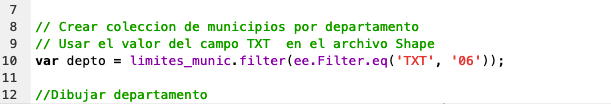 7
8 // Crear coleccion de municipios por departamento
9 // Usar el valor del campo TXT  en el archivo Shape
10 var depto = limites_munic.filter(ee.Filter.eq('TXT', '06'));
11
12 //Dibujar departamento